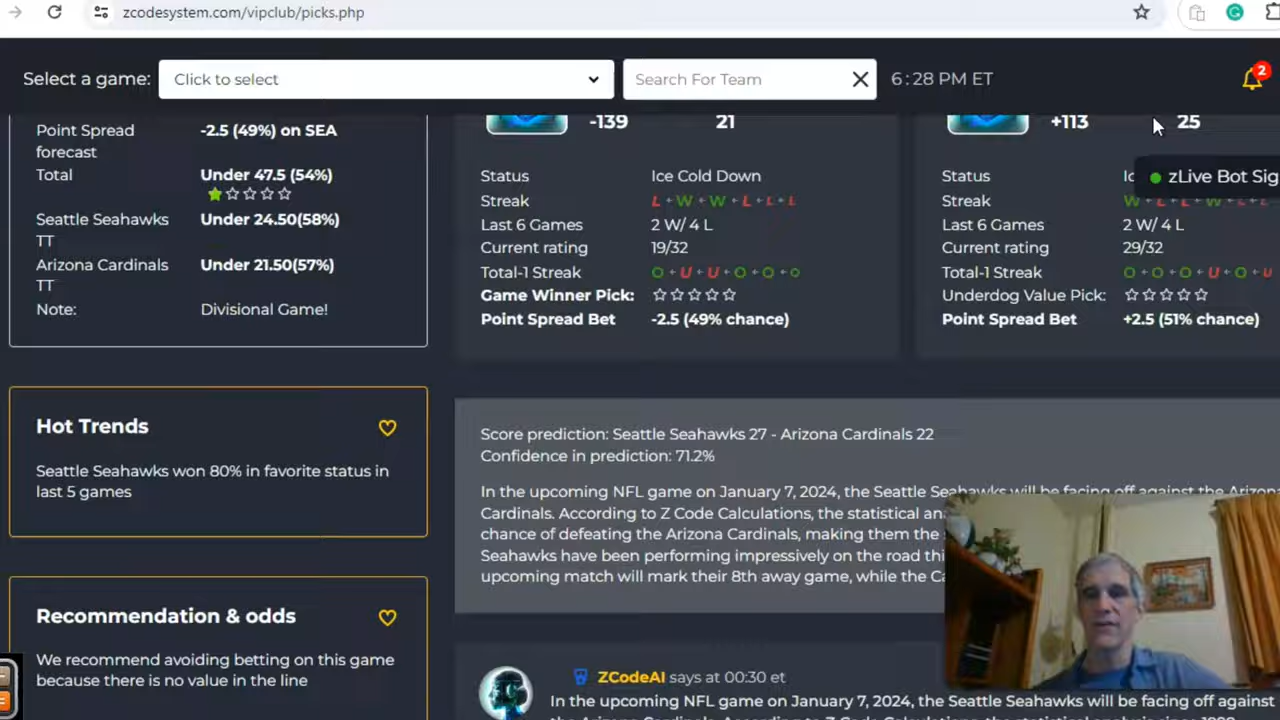 zcodesystem.com/vipclub/picks.php
Select a game:
Click to select
Search For Team
6:28 PM ET
2
Point Spread forecast
-2.5 (49%) on SEA
Total
Under 47.5 (54%)
Seattle Seahawks TT
Under 24.50(58%)
Arizona Cardinals TT
Under 21.50(57%)
Note:
Divisional Game!
-139
21
Status
Ice Cold Down
Streak
L W W L L L
Last 6 Games
2 W/ 4 L
Current rating
19/32
Total-1 Streak
O U U O O O
Game Winner Pick:
Point Spread Bet
-2.5 (49% chance)
+113
25
Status
Ic
zLive Bot Sig
Streak
W L L W L L
Last 6 Games
2 W/ 4 L
Current rating
29/32
Total-1 Streak
O O O U O U
Underdog Value Pick:
Point Spread Bet
+2.5 (51% chance)
Hot Trends
Seattle Seahawks won 80% in favorite status in
last 5 games
Score prediction: Seattle Seahawks 27 - Arizona Cardinals 22
Confidence in prediction: 71.2%
In the upcoming NFL game on January 7, 2024, the Seattle Seahawks will be facing off against the Arizona
Cardinals. According to Z Code Calculations, the statistical an
chance of defeating the Arizona Cardinals, making them the
Seahawks have been performing impressively on the road thi
upcoming match will mark their 8th away game, while the Ca
Recommendation & odds
We recommend avoiding betting on this game
because there is no value in the line
ZCodeAI says at 00:30 et
In the upcoming NFL game on January 7, 2024, the Seattle Seahawks will be facing off against